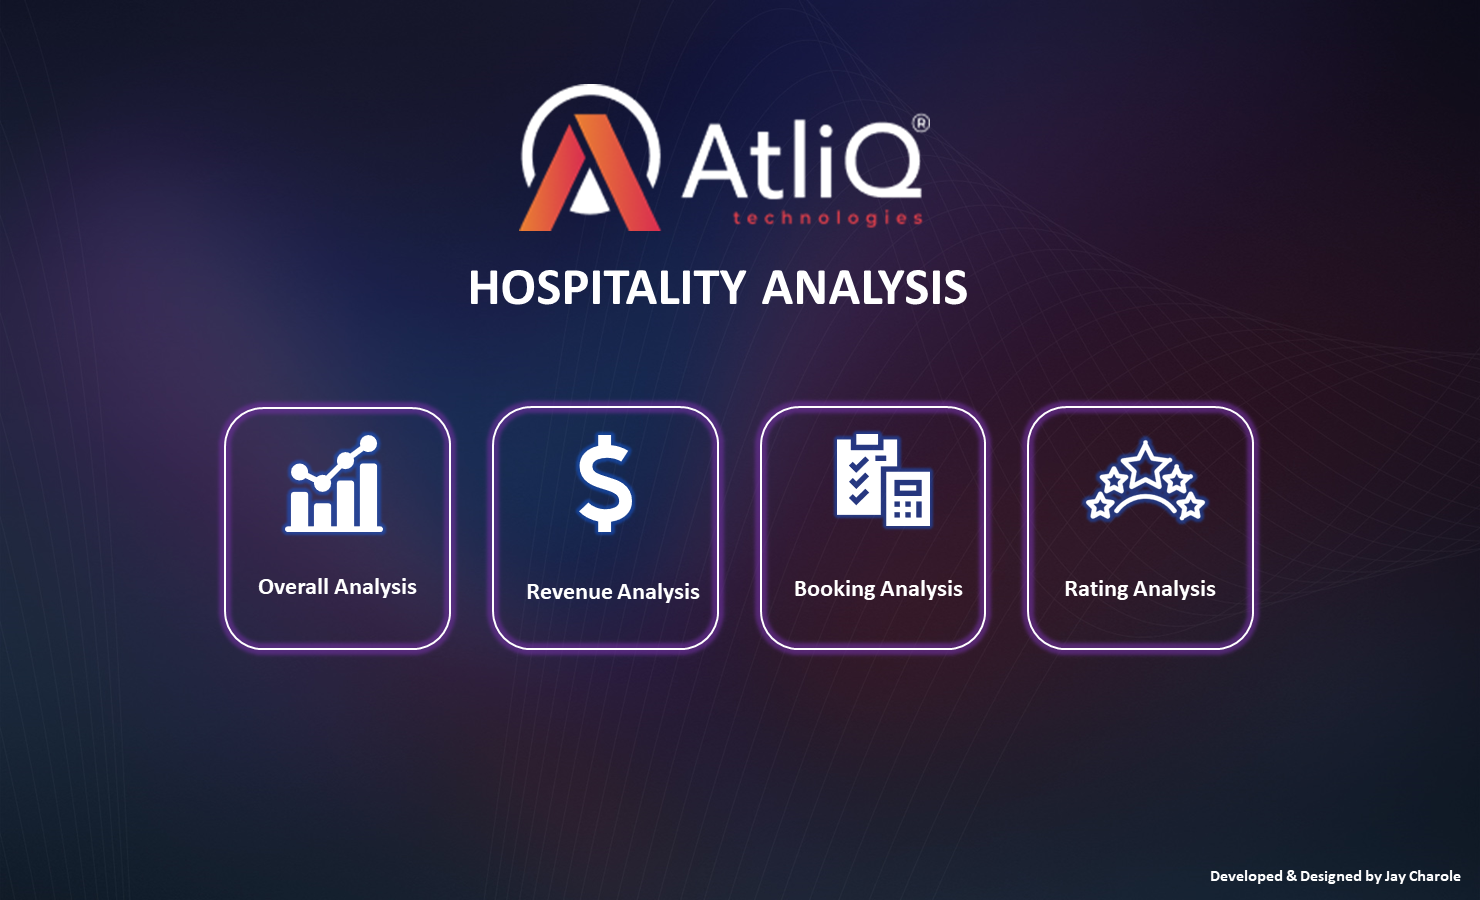 AtliQ®
technologies
HOSPITALITY ANALYSIS
Overall Analysis
Revenue Analysis
Booking Analysis
Rating Analysis
Developed & Designed by Jay Charole